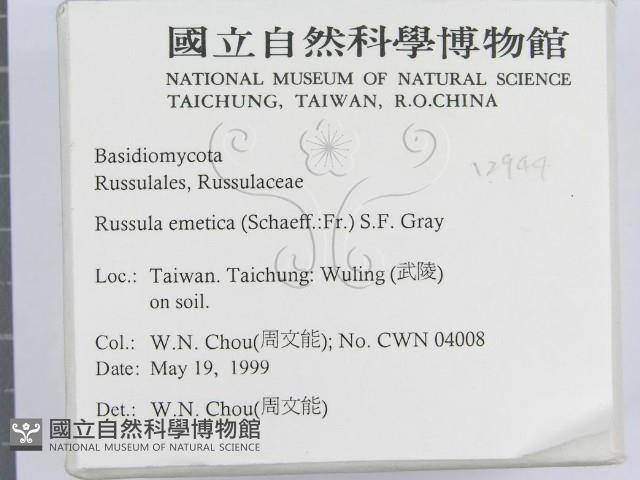 國立自然科學博物館
NATIONAL MUSEUM OF NATURAL SCIENCE
TAICHUNG, TAIWAN, R.O.CHINA
12944
Basidiomycota
Russulales, Russulaceae
Russula emetica (Schaeff.:Fr.) S.F. Gray
Loc.: Taiwan. Taichung: Wuling (武陵)
on soil.
Col.: W.N. Chou(周文能); No. CWN 04008
Date: May 19, 1999
Det.: W.N. Chou(周文能)
國立自然科學博物館
NATIONAL MUSEUM OF NATURAL SCIENCE